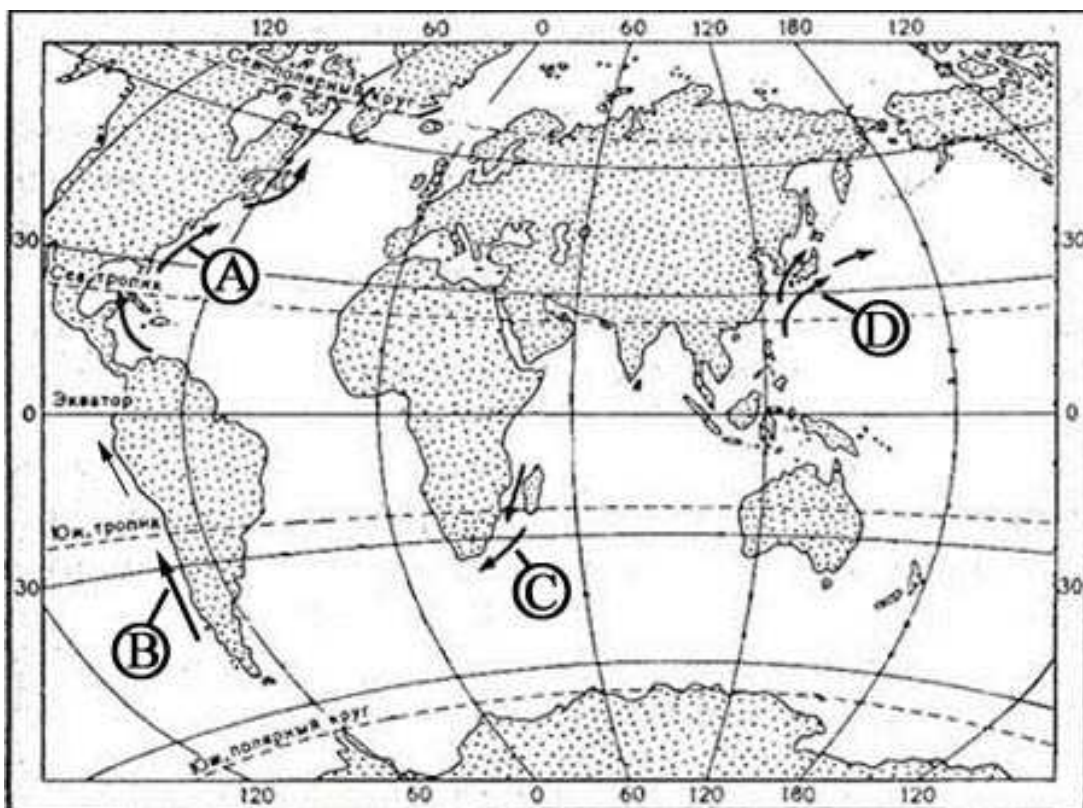 120 60 0 60 120 180 120
Сев. полярный круг
30 30
A
Сев. тропик
D
Экватор
0 0
Юж. тропик
C
30 30
B
Юж. полярный круг
120 60 0 60 120 180 120